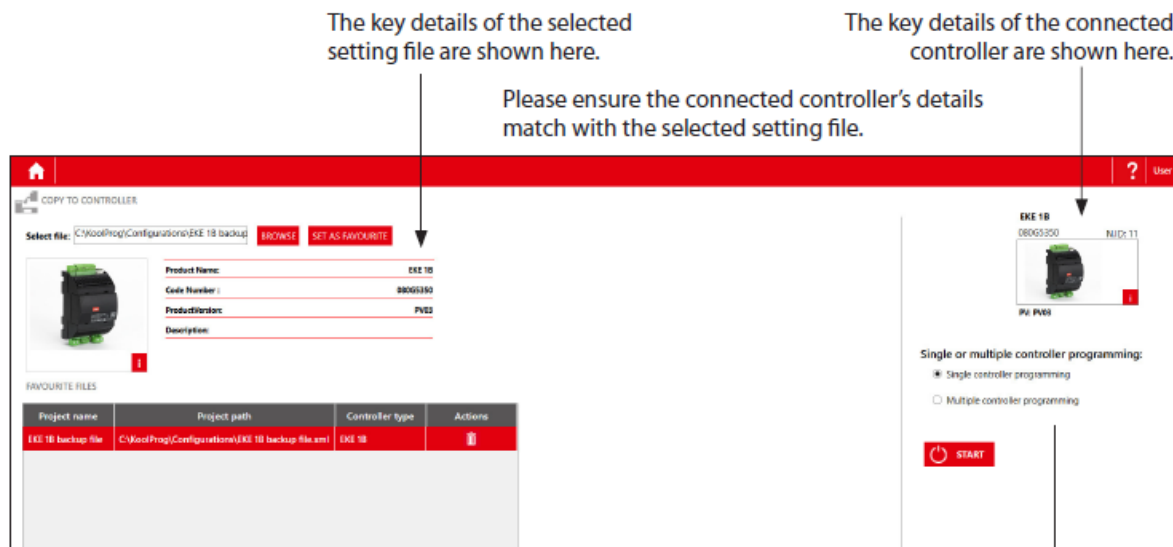 The key details of the selected
setting file are shown here.
The key details of the connected
controller are shown here.
Please ensure the connected controller's details
match with the selected setting file.
? User
COPY TO CONTROLLER
Select file: C:\KoolProg\Configurations\EKE 1B backup BROWSE SET AS FAVOURITE
Product Name: EKE 1B
Code Number : 080G5350
ProductVersion: PV03
Description:
i
EKE 1B
080G5350 N.ID: 11
i
PV: PV03
Single or multiple controller programming:
Single controller programming
Multiple controller programming
START
FAVOURITE FILES
Project name Project path Controller type Actions
EKE 1B backup file C:\KoolProg\Configurations\EKE 1B backup file.xml EKE 1B